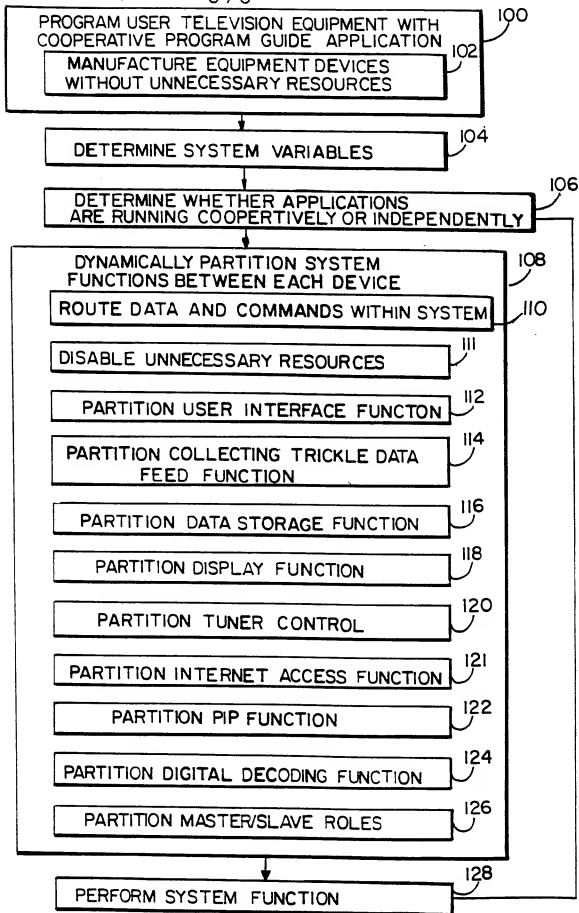 PROGRAM USER TELEVISION EQUIPMENT WITH
COOPERATIVE PROGRAM GUIDE APPLICATION
100
MANUFACTURE EQUIPMENT DEVICES
WITHOUT UNNECESSARY RESOURCES
102
DETERMINE SYSTEM VARIABLES
104
DETERMINE WHETHER APPLICATIONS
ARE RUNNING COOPERTIVELY OR INDEPENDENTLY
106
DYNAMICALLY PARTITION SYSTEM
FUNCTIONS BETWEEN EACH DEVICE
108
ROUTE DATA AND COMMANDS WITHIN SYSTEM
110
DISABLE UNNECESSARY RESOURCES
111
PARTITION USER INTERFACE FUNCTON
112
PARTITION COLLECTING TRICKLE DATA
FEED FUNCTION
114
PARTITION DATA STORAGE FUNCTION
116
PARTITION DISPLAY FUNCTION
118
PARTITION TUNER CONTROL
120
PARTITION INTERNET ACCESS FUNCTION
121
PARTITION PIP FUNCTION
122
PARTITION DIGITAL DECODING FUNCTION
124
PARTITION MASTER/SLAVE ROLES
126
PERFORM SYSTEM FUNCTION
128